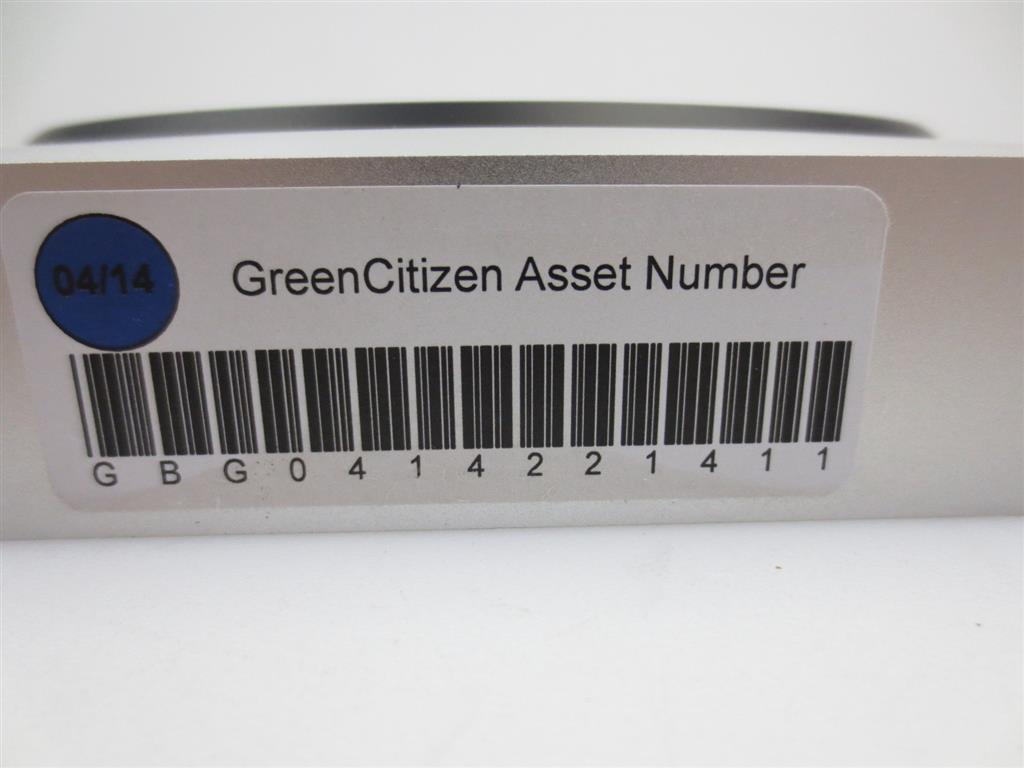 04/14
GreenCitizen Asset Number
GBG0414221411